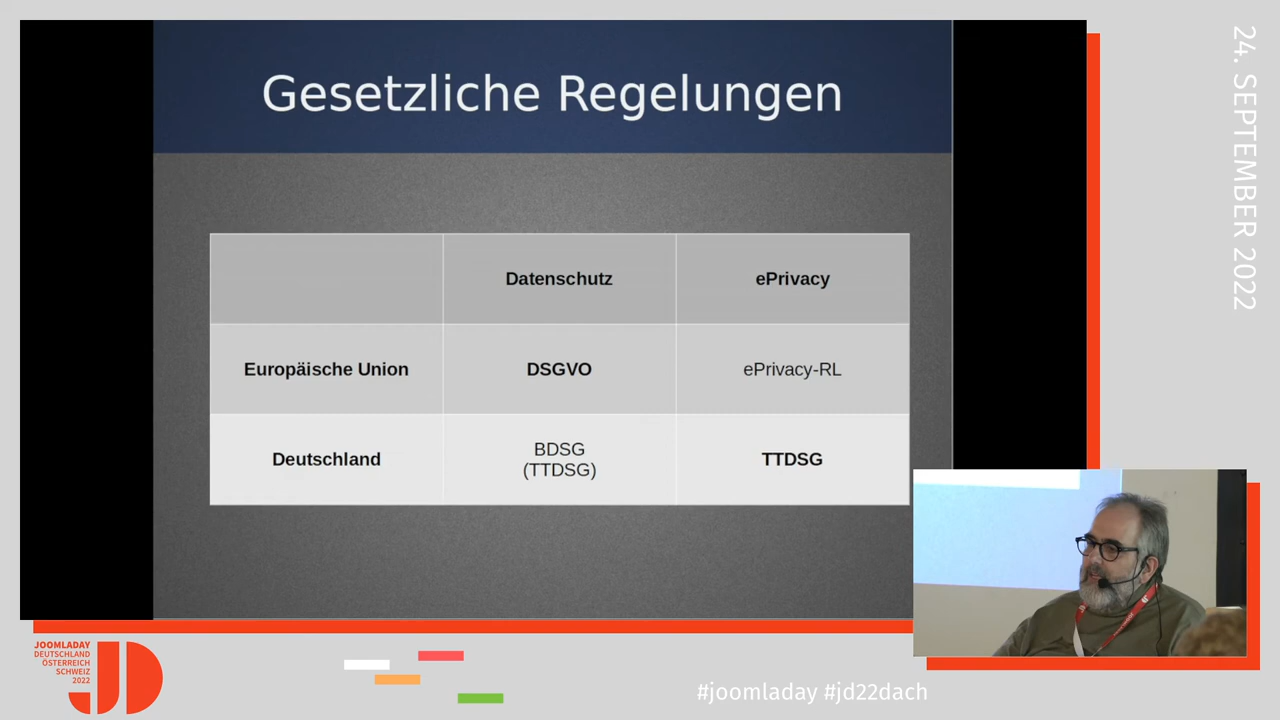 Gesetzliche Regelungen
Datenschutz
ePrivacy
Europäische Union
DSGVO
ePrivacy-RL
Deutschland
BDSG
(TTDSG)
TTDSG
24. SEPTEMBER 2022
JOOMLADAY
DEUTSCHLAND
ÖSTERREICH
SCHWEIZ
2022
JD
#joomladay #jd22dach